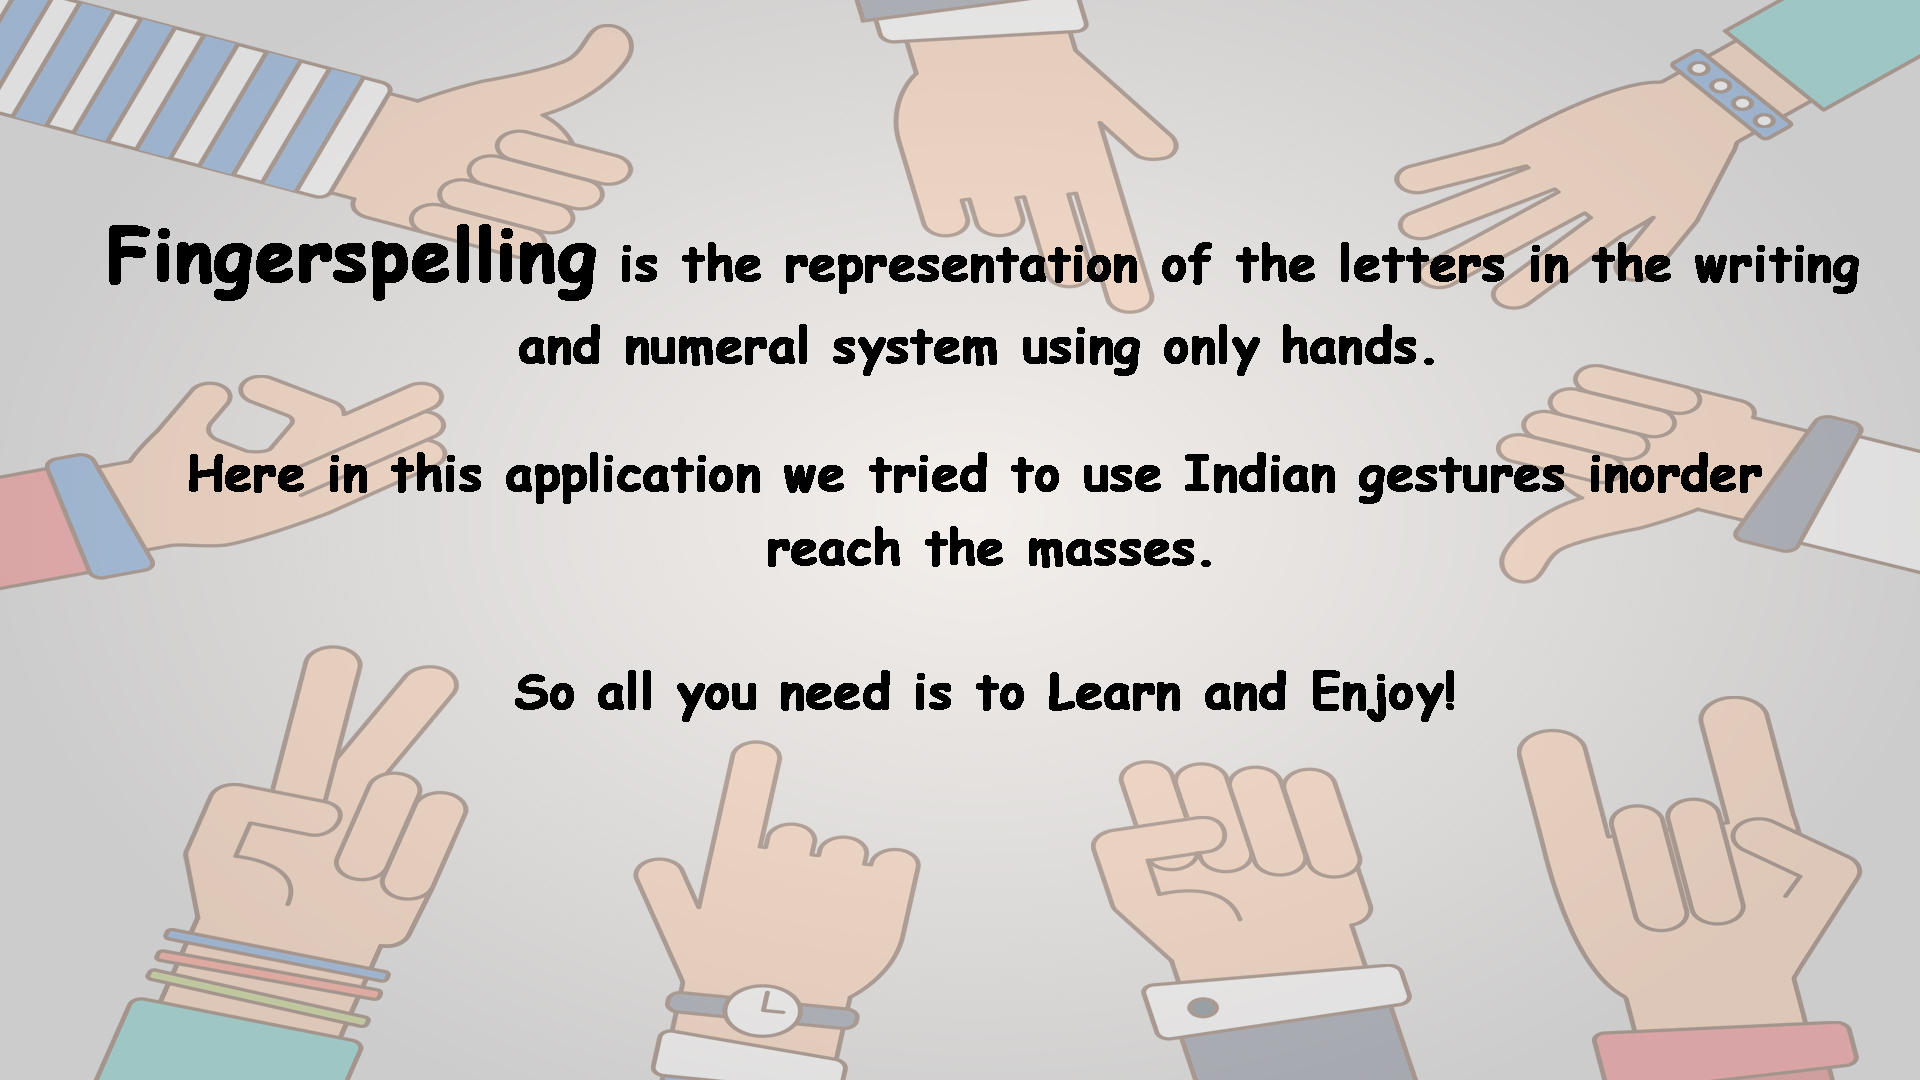 Fingerspelling is the representation of the letters in the writing
and numeral system using only hands.
Here in this application we tried to use Indian gestures inorder
reach the masses.
So all you need is to Learn and Enjoy!